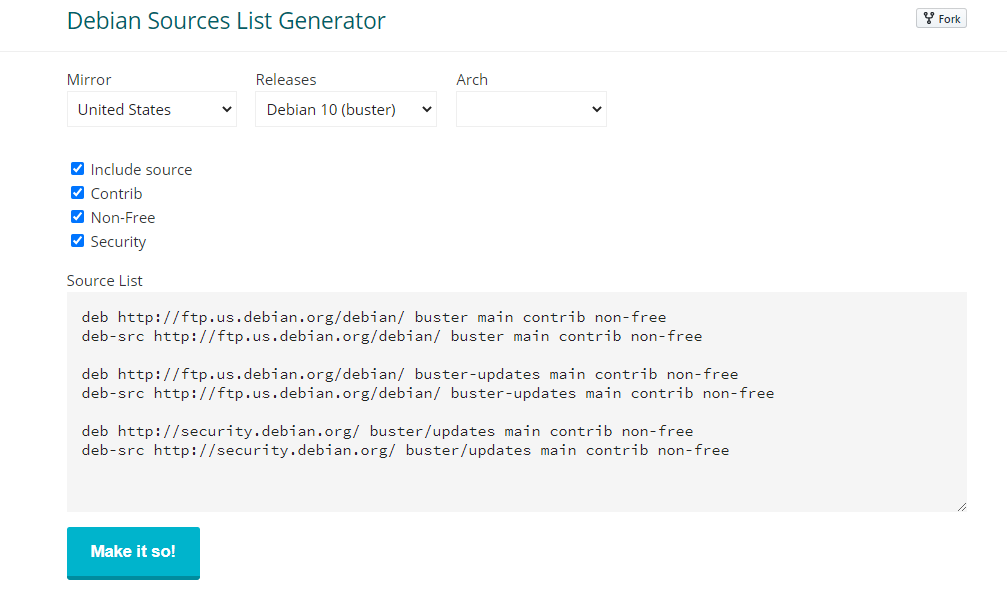 Debian Sources List Generator
Fork
Mirror
Releases
Arch
United States
Debian 10 (buster)
Include source
Contrib
Non-Free
Security
Source List
deb http://ftp.us.debian.org/debian/ buster main contrib non-free
deb-src http://ftp.us.debian.org/debian/ buster main contrib non-free
deb http://ftp.us.debian.org/debian/ buster-updates main contrib non-free
deb-src http://ftp.us.debian.org/debian/ buster-updates main contrib non-free
deb http://security.debian.org/ buster/updates main contrib non-free
deb-src http://security.debian.org/ buster/updates main contrib non-free
Make it so!